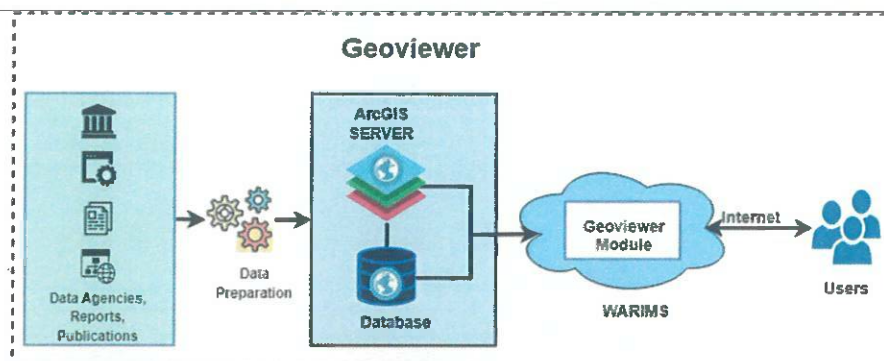 Geoviewer
Data Agencies,
Reports,
Publications
Data
Preparation
ArcGIS
SERVER
Database
Geoviewer
Module
WARIMS
Internet
Users